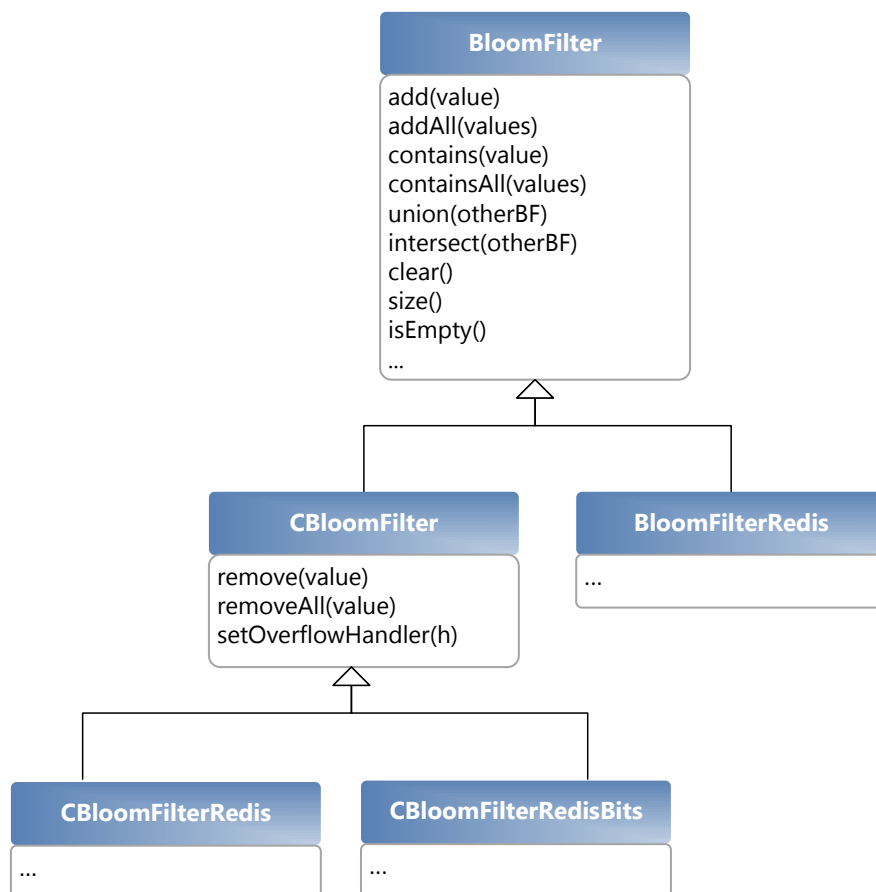 BloomFilter
add(value)
addAll(values)
contains(value)
containsAll(values)
union(otherBF)
intersect(otherBF)
clear()
size()
isEmpty()
...
CBloomFilter
remove(value)
removeAll(value)
setOverflowHandler(h)
BloomFilterRedis
...
CBloomFilterRedis
...
CBloomFilterRedisBits
...